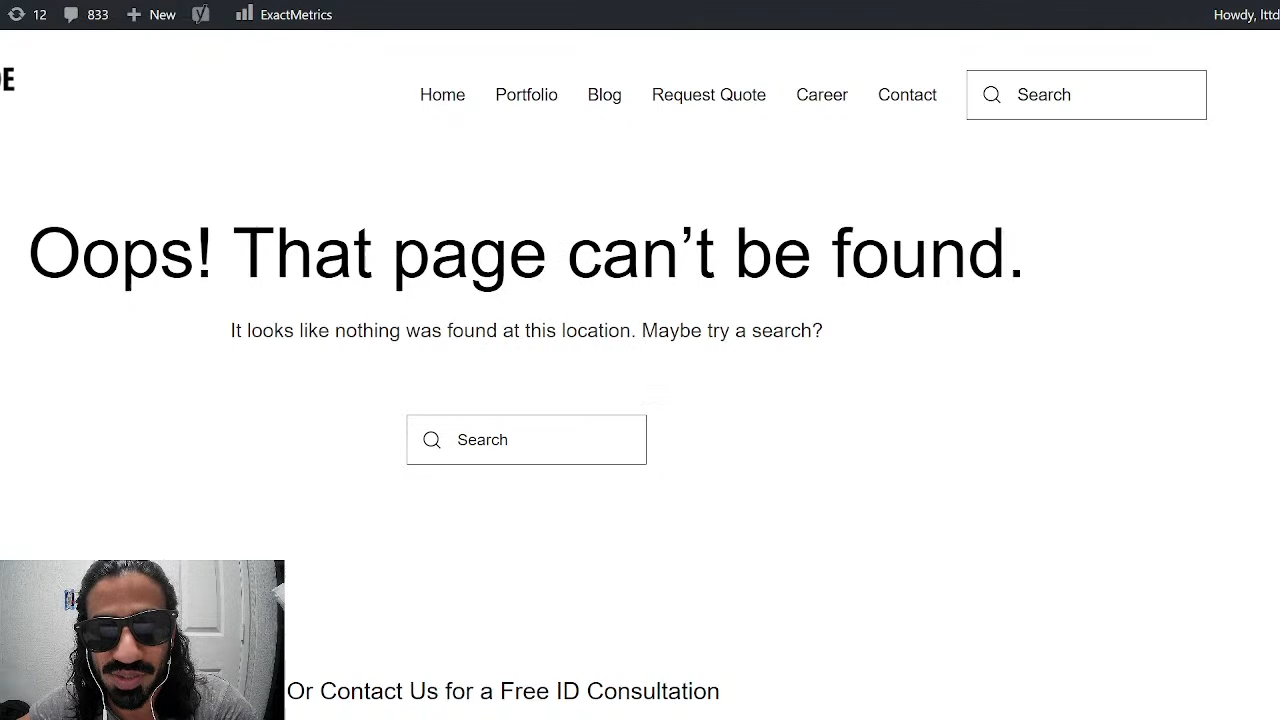 12 833 New ExactMetrics Howdy, lttd
Home Portfolio Blog Request Quote Career Contact Search
Oops! That page can’t be found.
It looks like nothing was found at this location. Maybe try a search?
Search
Or Contact Us for a Free ID Consultation